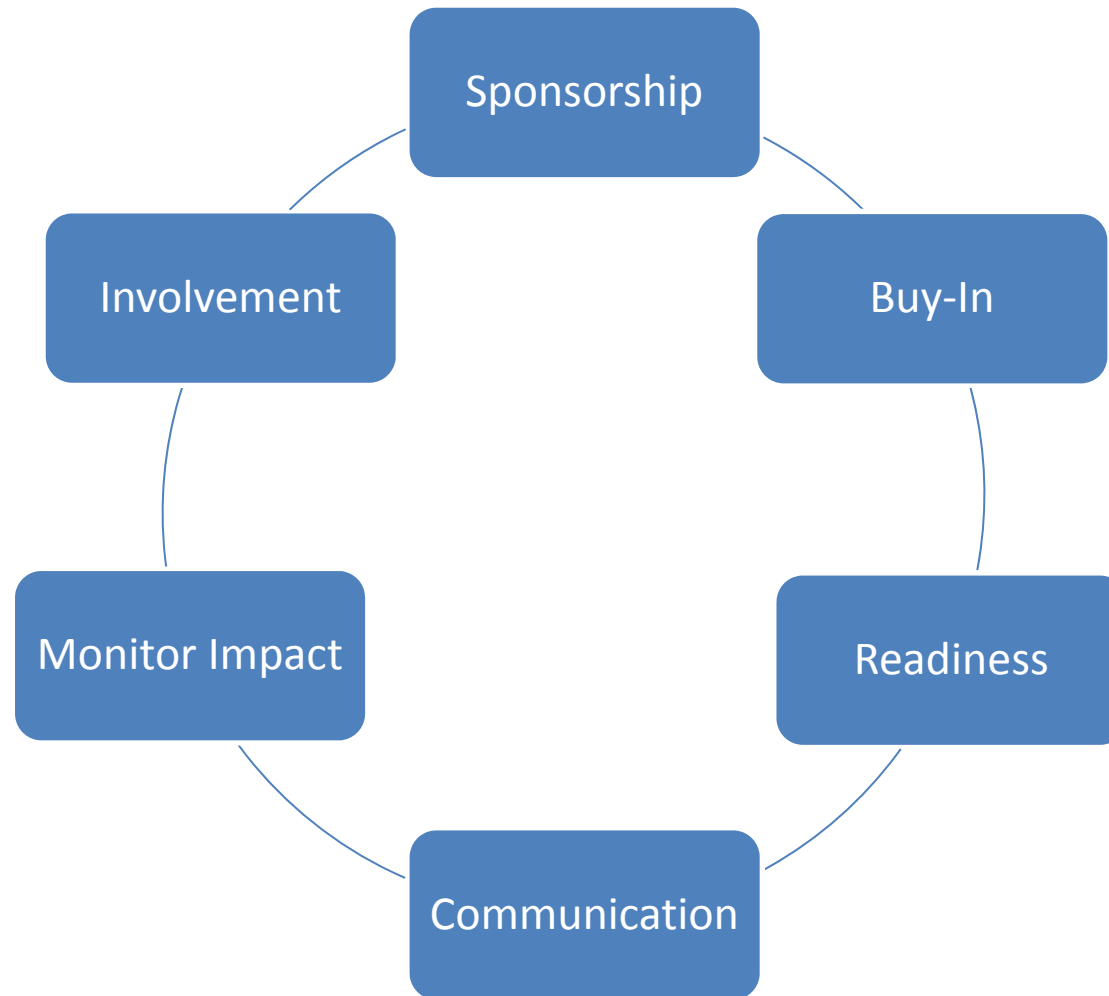 Sponsorship
Buy-In
Readiness
Communication
Monitor Impact
Involvement